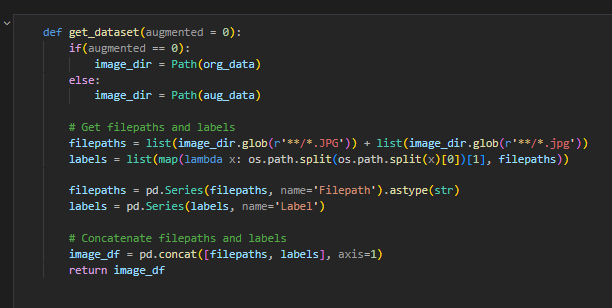 def get_dataset(augmented = 0):
    if(augmented == 0):
        image_dir = Path(org_data)
    else:
        image_dir = Path(aug_data)

    # Get filepaths and labels
    filepaths = list(image_dir.glob(r'**/*.JPG')) + list(image_dir.glob(r'**/*.jpg'))
    labels = list(map(lambda x: os.path.split(os.path.split(x)[0])[1], filepaths))

    filepaths = pd.Series(filepaths, name='Filepath').astype(str)
    labels = pd.Series(labels, name='Label')

    # Concatenate filepaths and labels
    image_df = pd.concat([filepaths, labels], axis=1)
    return image_df